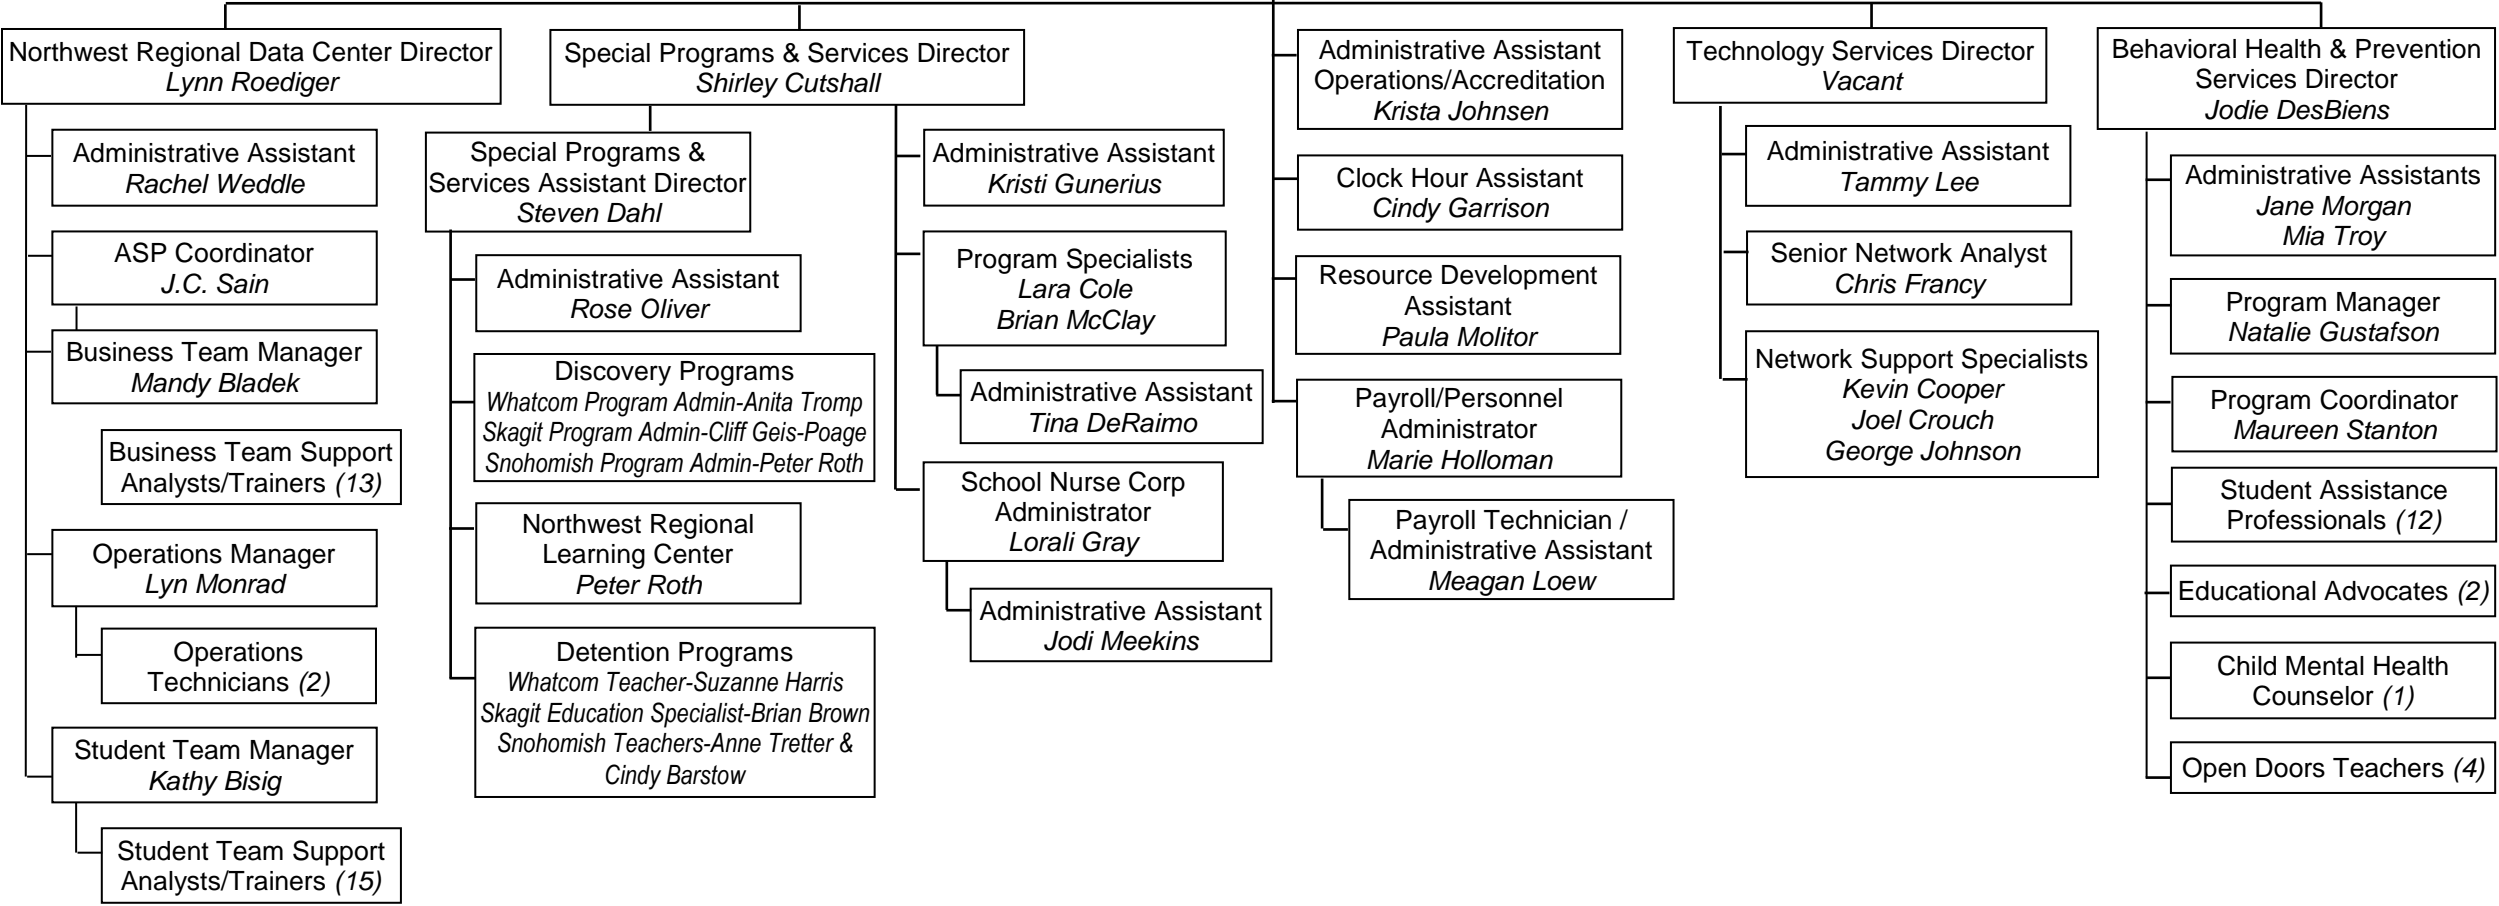 Northwest Regional Data Center Director
Lynn Roediger
Administrative Assistant
Rachel Weddle
ASP Coordinator
J.C. Sain
Business Team Manager
Mandy Bladek
Business Team Support
Analysts/Trainers (13)
Operations Manager
Lyn Monrad
Operations
Technicians (2)
Student Team Manager
Kathy Bisig
Student Team Support
Analysts/Trainers (15)
Special Programs & Services Director
Shirley Cutshall
Special Programs &
Services Assistant Director
Steven Dahl
Administrative Assistant
Rose Oliver
Discovery Programs
Whatcom Program Admin-Anita Tromp
Skagit Program Admin-Cliff Geis-Poage
Snohomish Program Admin-Peter Roth
Northwest Regional
Learning Center
Peter Roth
Detention Programs
Whatcom Teacher-Suzanne Harris
Skagit Education Specialist-Brian Brown
Snohomish Teachers-Anne Tretter &
Cindy Barstow
Administrative Assistant
Kristi Gunerius
Program Specialists
Lara Cole
Brian McClay
Administrative Assistant
Tina DeRaimo
School Nurse Corp
Administrator
Lorali Gray
Administrative Assistant
Jodi Meekins
Administrative Assistant
Operations/Accreditation
Krista Johnsen
Clock Hour Assistant
Cindy Garrison
Resource Development
Assistant
Paula Molitor
Payroll/Personnel
Administrator
Marie Holloman
Payroll Technician /
Administrative Assistant
Meagan Loew
Technology Services Director
Vacant
Administrative Assistant
Tammy Lee
Senior Network Analyst
Chris Francy
Network Support Specialists
Kevin Cooper
Joel Crouch
George Johnson
Behavioral Health & Prevention
Services Director
Jodie DesBiens
Administrative Assistants
Jane Morgan
Mia Troy
Program Manager
Natalie Gustafson
Program Coordinator
Maureen Stanton
Student Assistance
Professionals (12)
Educational Advocates (2)
Child Mental Health
Counselor (1)
Open Doors Teachers (4)